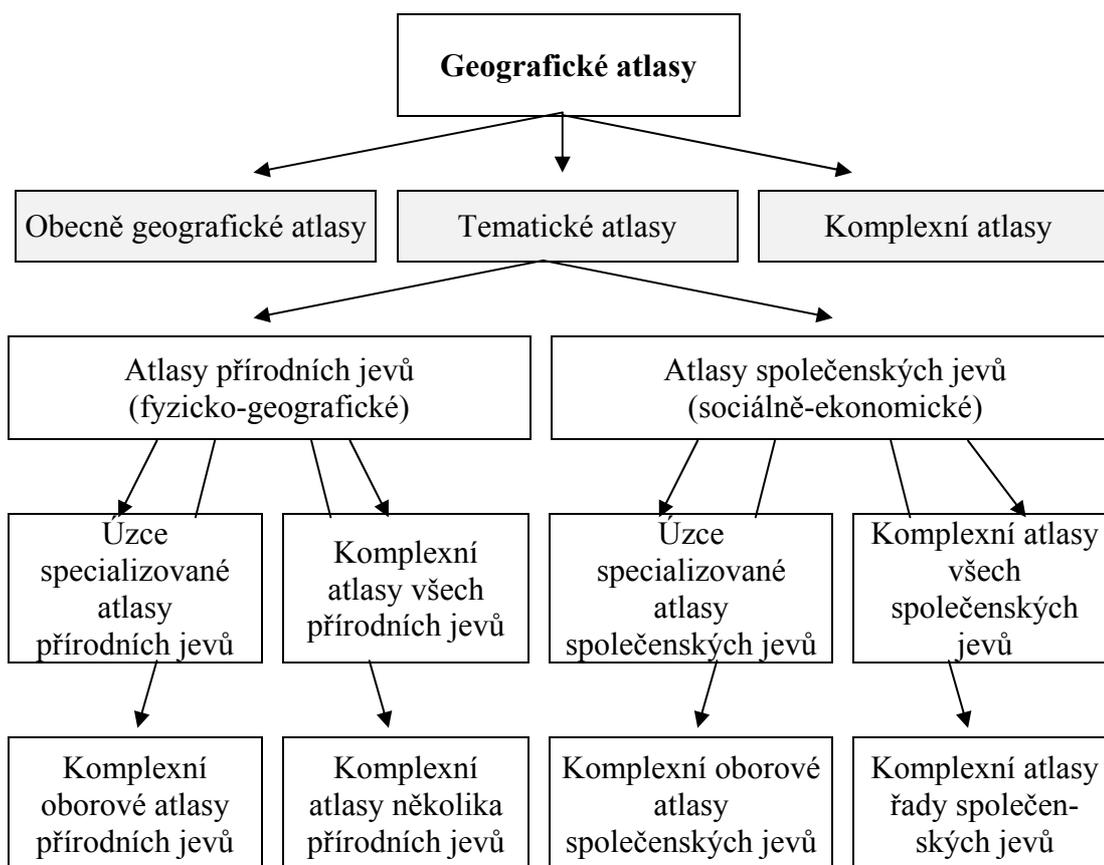 Geografické atlasy
Obecně geografické atlasy
Tematické atlasy
Komplexní atlasy
Atlasy přírodních jevů
(fyzicko-geografické)
Atlasy společenských jevů
(sociálně-ekonomické)
Úzce
specializované
atlasy
přírodních jevů
Komplexní
atlasy všech
přírodních jevů
Úzce
specializované
atlasy
společenských jevů
Komplexní atlasy
všech
společenských
jevů
Komplexní
oborové atlasy
přírodních jevů
Komplexní
atlasy několika
přírodních jevů
Komplexní oborové
atlasy
společenských jevů
Komplexní atlasy
řady společen-
ských jevů